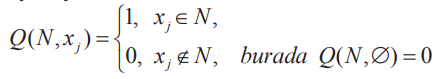 Q(N,x_j)= { 1, x_j ∈ N,
0, x_j ∉ N, burada Q(N,∅)=0